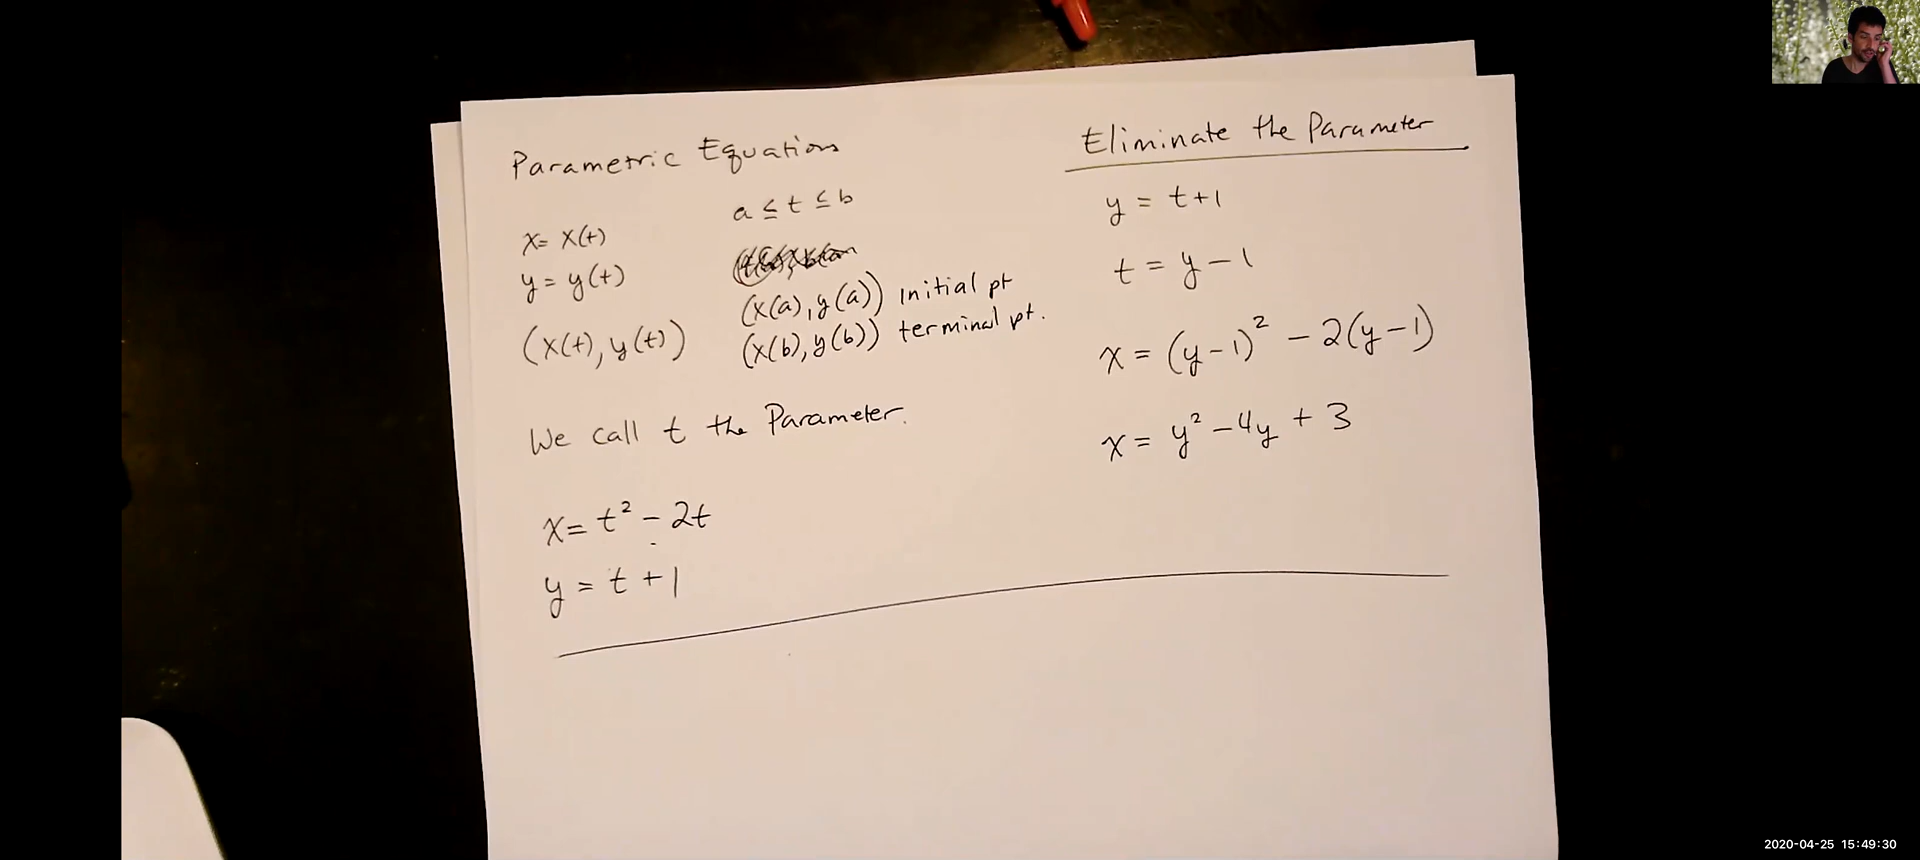 Parametric Equations
a ≤ t ≤ b
x = x(t)
y = y(t)
(x(t), y(t))
(x(a), y(a)) initial pt
(x(b), y(b)) terminal pt.
We call t the Parameter.
x = t² - 2t
y = t + 1
Eliminate the Parameter
y = t + 1
t = y - 1
x = (y - 1)² - 2(y - 1)
x = y² - 4y + 3
2020-04-25 15:49:30